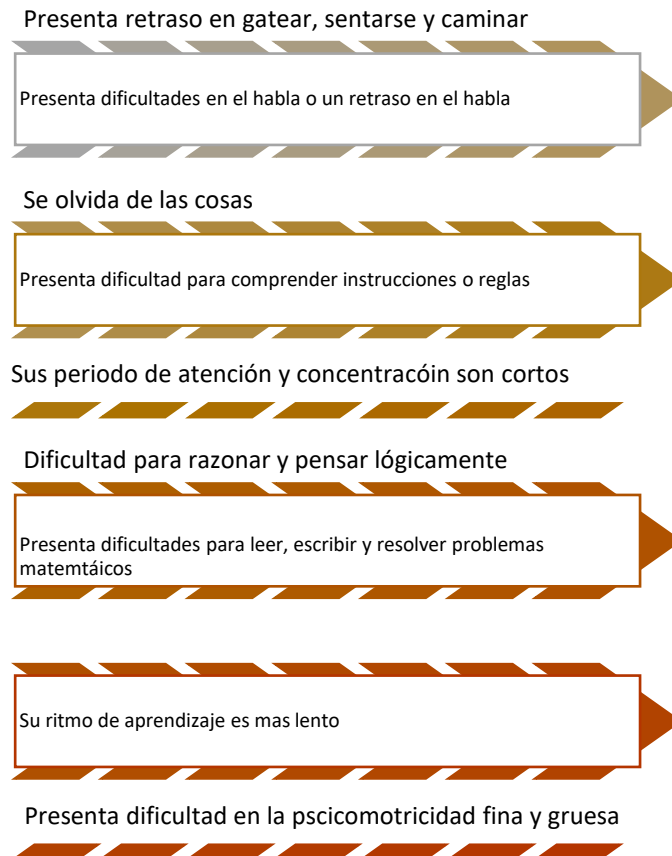 Presenta retraso en gatear, sentarse y caminar
Presenta dificultades en el habla o un retraso en el habla
Se olvida de las cosas
Presenta dificultad para comprender instrucciones o reglas
Sus periodo de atención y concentracóin son cortos
Dificultad para razonar y pensar lógicamente
Presenta dificultades para leer, escribir y resolver problemas
matemtáicos
Su ritmo de aprendizaje es mas lento
Presenta dificultad en la pscicomotricidad fina y gruesa